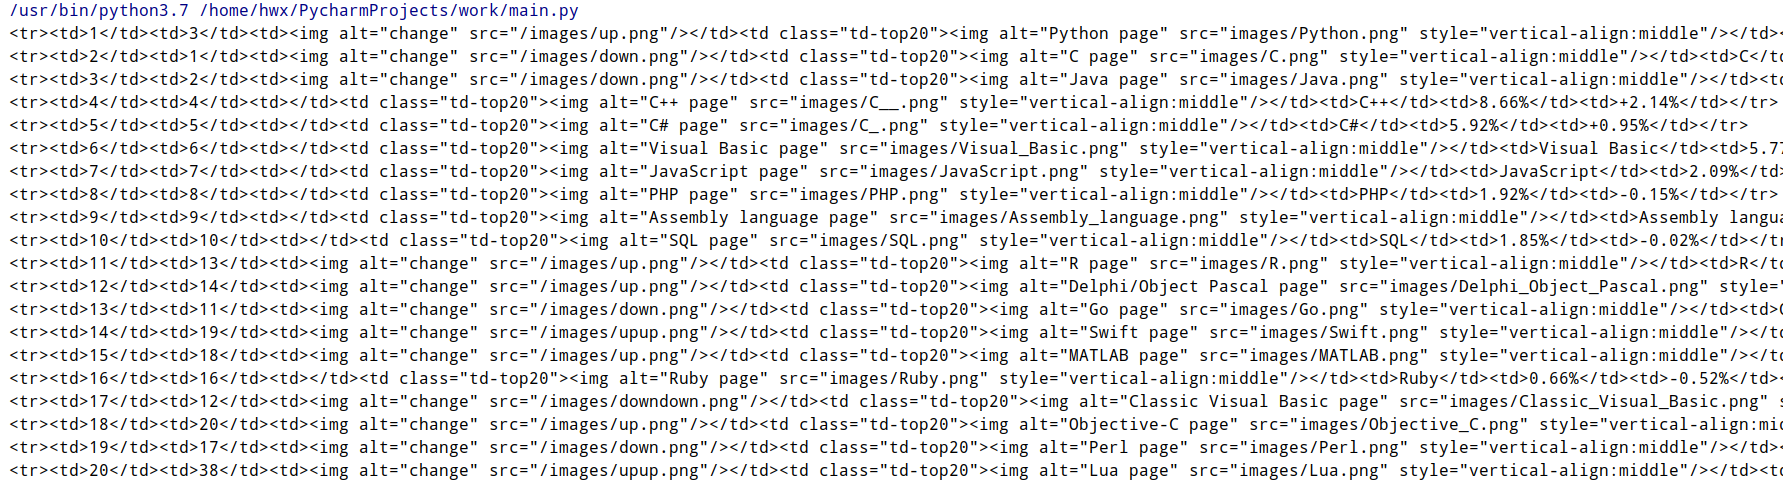 /usr/bin/python3.7 /home/hwx/PycharmProjects/work/main.py
<tr><td>1</td><td>3</td><td><img alt="change" src="/images/up.png"/></td><td class="td-top20"><img alt="Python page" src="images/Python.png" style="vertical-align:middle"/></td><
<tr><td>2</td><td>1</td><td><img alt="change" src="/images/down.png"/></td><td class="td-top20"><img alt="C page" src="images/C.png" style="vertical-align:middle"/></td><td>C</t
<tr><td>3</td><td>2</td><td><img alt="change" src="/images/down.png"/></td><td class="td-top20"><img alt="Java page" src="images/Java.png" style="vertical-align:middle"/></td><td
<tr><td>4</td><td>4</td><td></td><td class="td-top20"><img alt="C++ page" src="images/C__.png" style="vertical-align:middle"/></td><td>C++</td><td>8.66%</td><td>+2.14%</td></tr>
<tr><td>5</td><td>5</td><td></td><td class="td-top20"><img alt="C# page" src="images/C_.png" style="vertical-align:middle"/></td><td>C#</td><td>5.92%</td><td>+0.95%</td></tr>
<tr><td>6</td><td>6</td><td></td><td class="td-top20"><img alt="Visual Basic page" src="images/Visual_Basic.png" style="vertical-align:middle"/></td><td>Visual Basic</td><td>5.77
<tr><td>7</td><td>7</td><td></td><td class="td-top20"><img alt="JavaScript page" src="images/JavaScript.png" style="vertical-align:middle"/></td><td>JavaScript</td><td>2.09%</td>
<tr><td>8</td><td>8</td><td></td><td class="td-top20"><img alt="PHP page" src="images/PHP.png" style="vertical-align:middle"/></td><td>PHP</td><td>1.92%</td><td>-0.15%</td></tr>
<tr><td>9</td><td>9</td><td></td><td class="td-top20"><img alt="Assembly language page" src="images/Assembly_language.png" style="vertical-align:middle"/></td><td>Assembly langua
<tr><td>10</td><td>10</td><td></td><td class="td-top20"><img alt="SQL page" src="images/SQL.png" style="vertical-align:middle"/></td><td>SQL</td><td>1.85%</td><td>-0.02%</td></tr
<tr><td>11</td><td>13</td><td><img alt="change" src="/images/up.png"/></td><td class="td-top20"><img alt="R page" src="images/R.png" style="vertical-align:middle"/></td><td>R</td
<tr><td>12</td><td>14</td><td><img alt="change" src="/images/up.png"/></td><td class="td-top20"><img alt="Delphi/Object Pascal page" src="images/Delphi_Object_Pascal.png" style="
<tr><td>13</td><td>11</td><td><img alt="change" src="/images/down.png"/></td><td class="td-top20"><img alt="Go page" src="images/Go.png" style="vertical-align:middle"/></td><td>
<tr><td>14</td><td>19</td><td><img alt="change" src="/images/upup.png"/></td><td class="td-top20"><img alt="Swift page" src="images/Swift.png" style="vertical-align:middle"/></td
<tr><td>15</td><td>18</td><td><img alt="change" src="/images/up.png"/></td><td class="td-top20"><img alt="MATLAB page" src="images/MATLAB.png" style="vertical-align:middle"/></td
<tr><td>16</td><td>16</td><td></td><td class="td-top20"><img alt="Ruby page" src="images/Ruby.png" style="vertical-align:middle"/></td><td>Ruby</td><td>0.66%</td><td>-0.52%</td><
<tr><td>17</td><td>12</td><td><img alt="change" src="/images/downdown.png"/></td><td class="td-top20"><img alt="Classic Visual Basic page" src="images/Classic_Visual_Basic.png" s
<tr><td>18</td><td>20</td><td><img alt="change" src="/images/up.png"/></td><td class="td-top20"><img alt="Objective-C page" src="images/Objective_C.png" style="vertical-align:mid
<tr><td>19</td><td>17</td><td><img alt="change" src="/images/down.png"/></td><td class="td-top20"><img alt="Perl page" src="images/Perl.png" style="vertical-align:middle"/></td><
<tr><td>20</td><td>38</td><td><img alt="change" src="/images/upup.png"/></td><td class="td-top20"><img alt="Lua page" src="images/Lua.png" style="vertical-align:middle"/></td><td